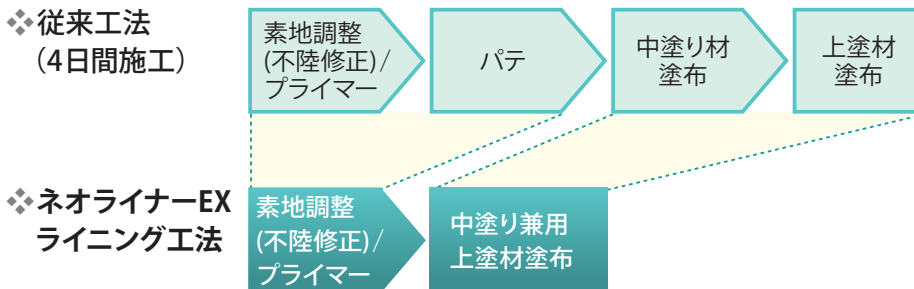 ❖従来工法
（4日間施工）
素地調整
(不陸修正)/
プライマー
パテ
中塗り材
塗布
上塗材
塗布
❖ネオライナーEX
ライニング工法
素地調整
(不陸修正)/
プライマー
中塗り兼用
上塗材塗布